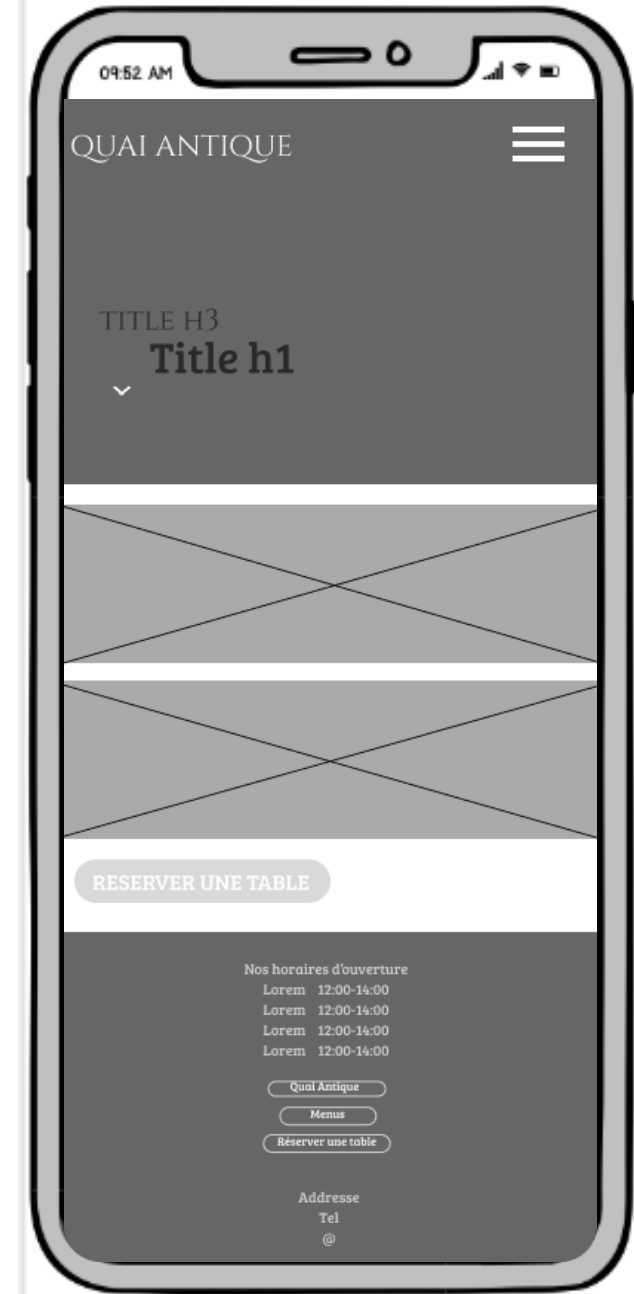 09:52 AM
QUAI ANTIQUE
TITLE H3
Title h1
RESERVER UNE TABLE
Nos horaires d'ouverture
Lorem 12:00-14:00
Lorem 12:00-14:00
Lorem 12:00-14:00
Lorem 12:00-14:00
Quai Antique
Menus
Réserver une table
Addresse
Tel
@